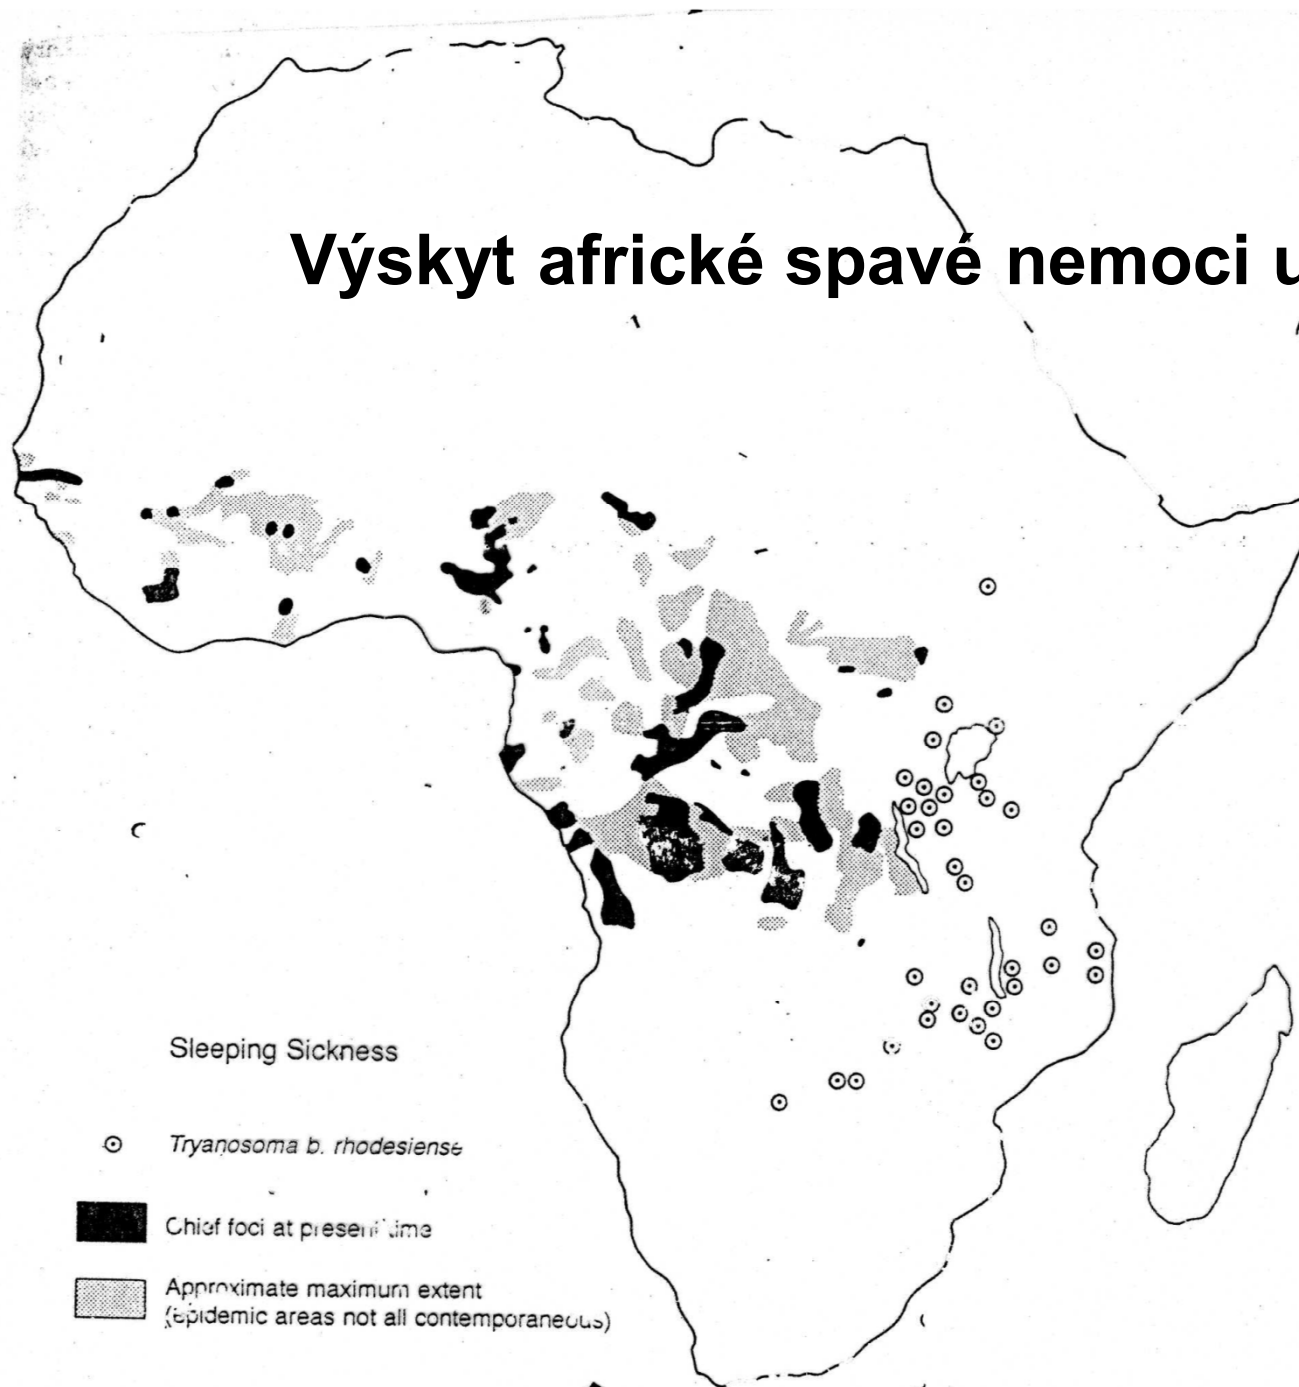 Výskyt africké spavé nemoci u
Sleeping Sickness
Tryanosoma b. rhodesiense
Chief foci at present time
Approximate maximum extent
(epidemic areas not all contemporaneous)